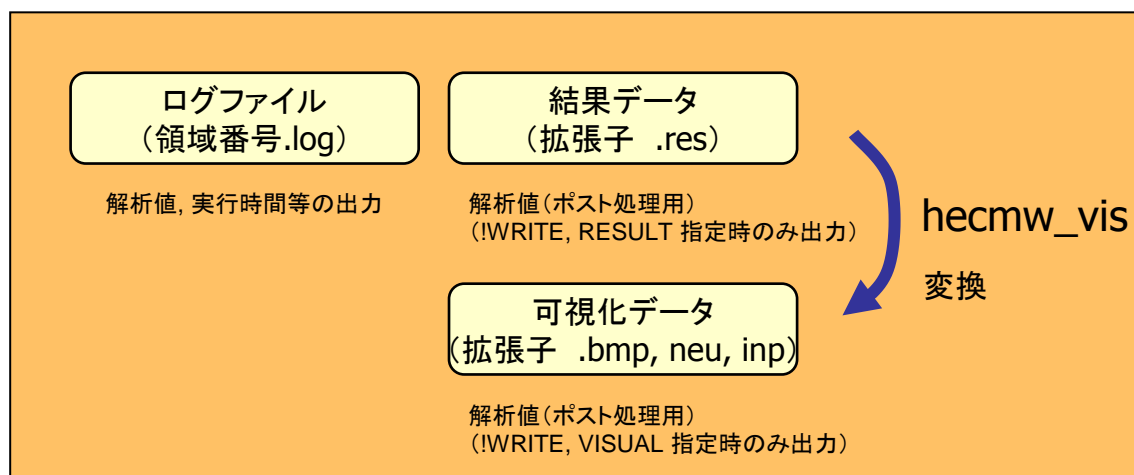 ログファイル
（領域番号.log）
解析値, 実行時間等の出力
結果データ
（拡張子 .res）
解析値（ポスト処理用）
（!WRITE, RESULT 指定時のみ出力）
hecmw_vis
変換
可視化データ
（拡張子 .bmp, neu, inp）
解析値（ポスト処理用）
（!WRITE, VISUAL 指定時のみ出力）